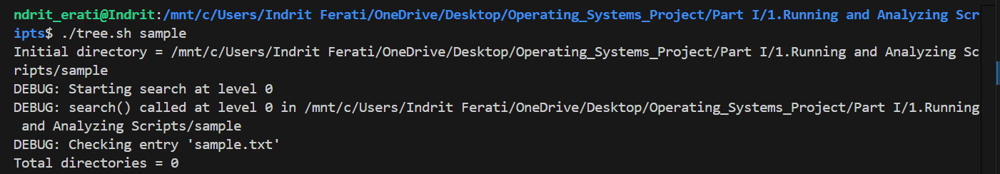 ndrit_erati@Indrit:/mnt/c/Users/Indrit Ferati/OneDrive/Desktop/Operating_Systems_Project/Part I/1.Running and Analyzing Scr
ipts$ ./tree.sh sample
Initial directory = /mnt/c/Users/Indrit Ferati/OneDrive/Desktop/Operating_Systems_Project/Part I/1.Running and Analyzing Sc
ripts/sample
DEBUG: Starting search at level 0
DEBUG: search() called at level 0 in /mnt/c/Users/Indrit Ferati/OneDrive/Desktop/Operating_Systems_Project/Part I/1.Running
 and Analyzing Scripts/sample
DEBUG: Checking entry 'sample.txt'
Total directories = 0